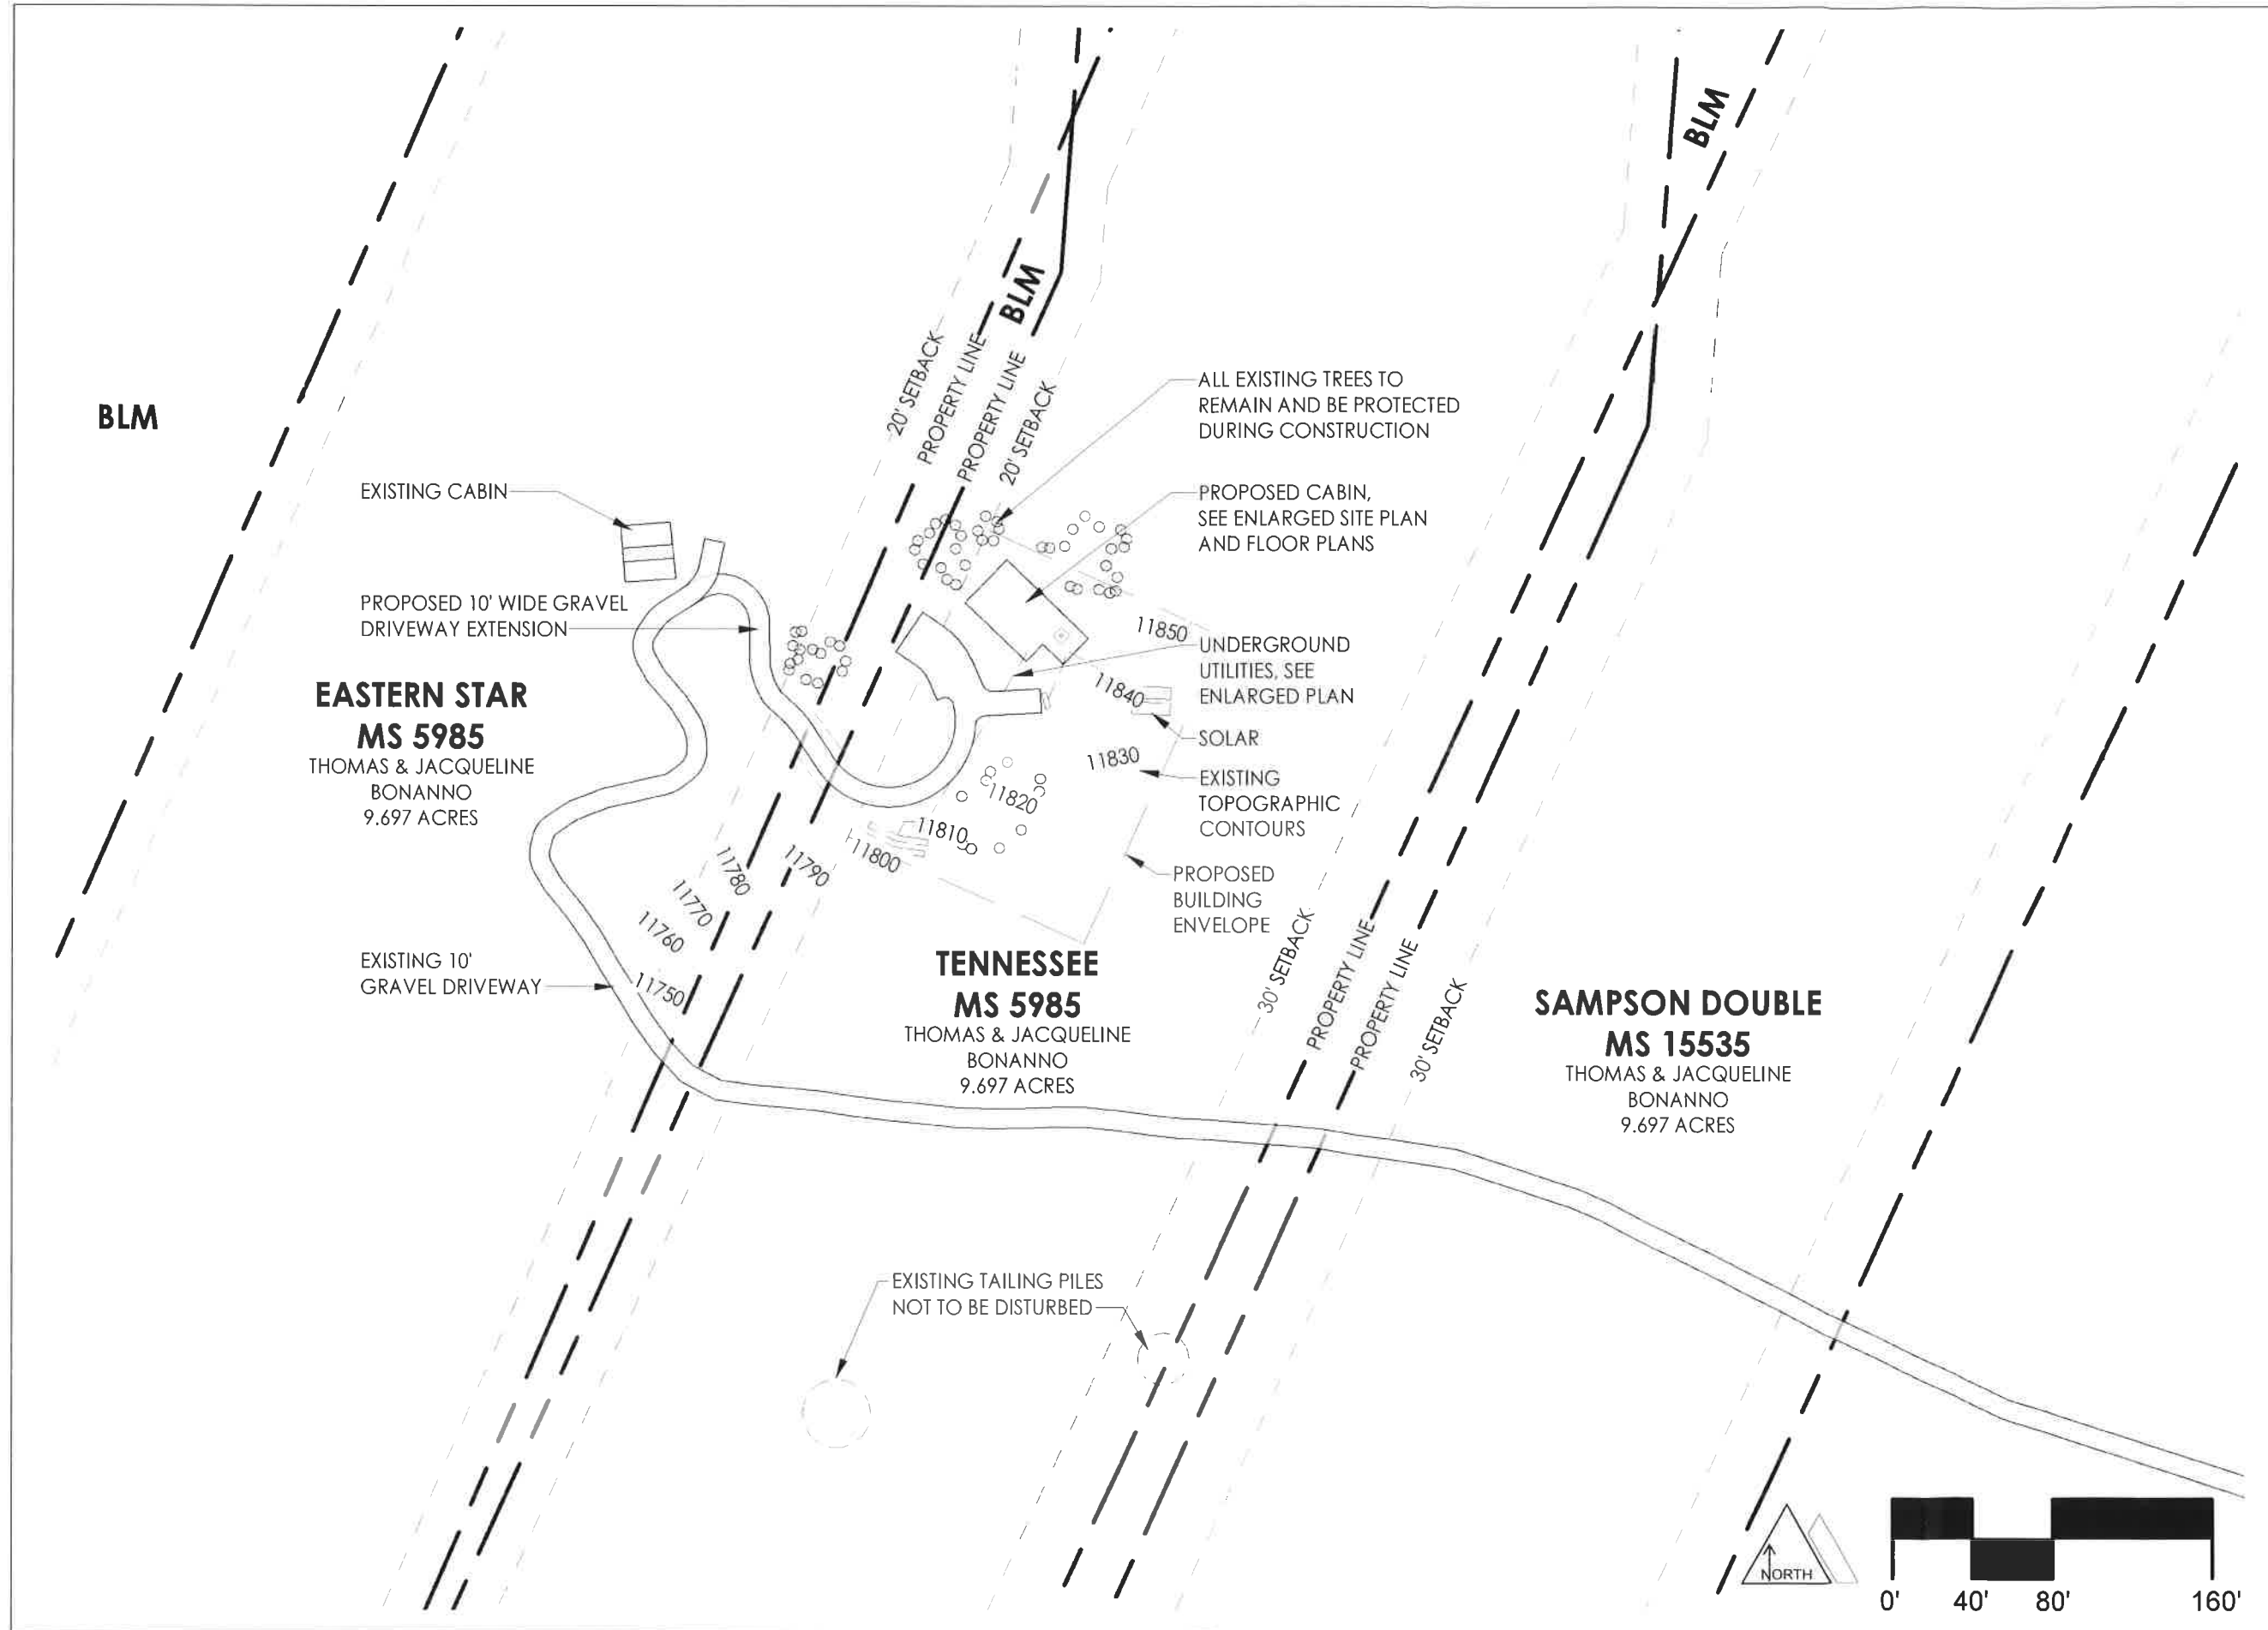 BLM
BLM
BLM
20' SETBACK
PROPERTY LINE
PROPERTY LINE
20' SETBACK
ALL EXISTING TREES TO
REMAIN AND BE PROTECTED
DURING CONSTRUCTION
EXISTING CABIN
PROPOSED CABIN,
SEE ENLARGED SITE PLAN
AND FLOOR PLANS
PROPOSED 10' WIDE GRAVEL
DRIVEWAY EXTENSION
11850
UNDERGROUND
UTILITIES, SEE
ENLARGED PLAN
11840
SOLAR
11830
EXISTING
TOPOGRAPHIC
CONTOURS
11820
11810
11800
11790
11780
11770
11760
11750
EASTERN STAR
MS 5985
THOMAS & JACQUELINE
BONANNO
9.697 ACRES
PROPOSED
BUILDING
ENVELOPE
EXISTING 10'
GRAVEL DRIVEWAY
TENNESSEE
MS 5985
THOMAS & JACQUELINE
BONANNO
9.697 ACRES
30' SETBACK
PROPERTY LINE
PROPERTY LINE
30' SETBACK
SAMPSON DOUBLE
MS 15535
THOMAS & JACQUELINE
BONANNO
9.697 ACRES
EXISTING TAILING PILES
NOT TO BE DISTURBED
NORTH
0' 40' 80' 160'